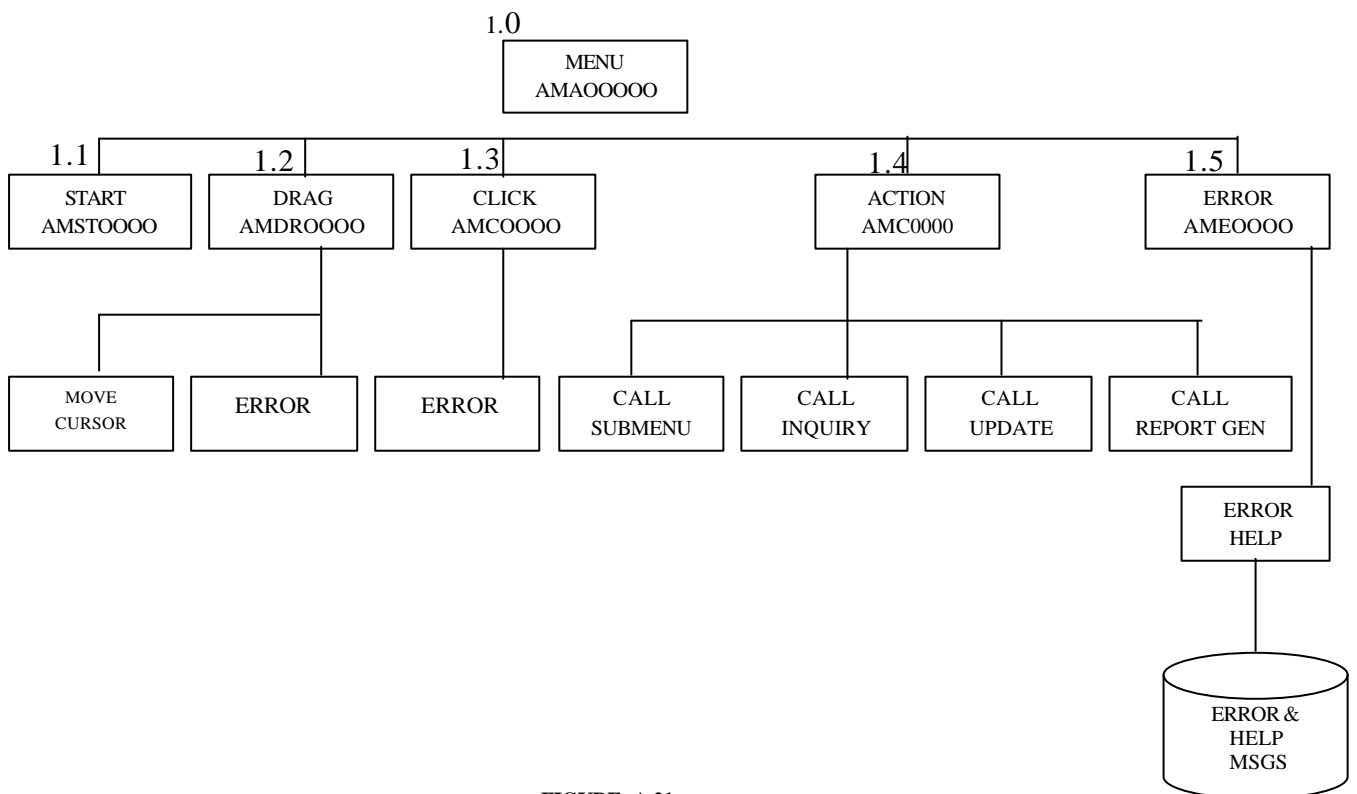 1.0
MENU
AMAOOOOO
1.1
START
AMSTOOOO
1.2
DRAG
AMDROOOO
1.3
CLICK
AMCOOOO
1.4
ACTION
AMC0000
1.5
ERROR
AMEOOOO
MOVE
CURSOR
ERROR
ERROR
CALL
SUBMENU
CALL
INQUIRY
CALL
UPDATE
CALL
REPORT GEN
ERROR
HELP
ERROR &
HELP
MSGS